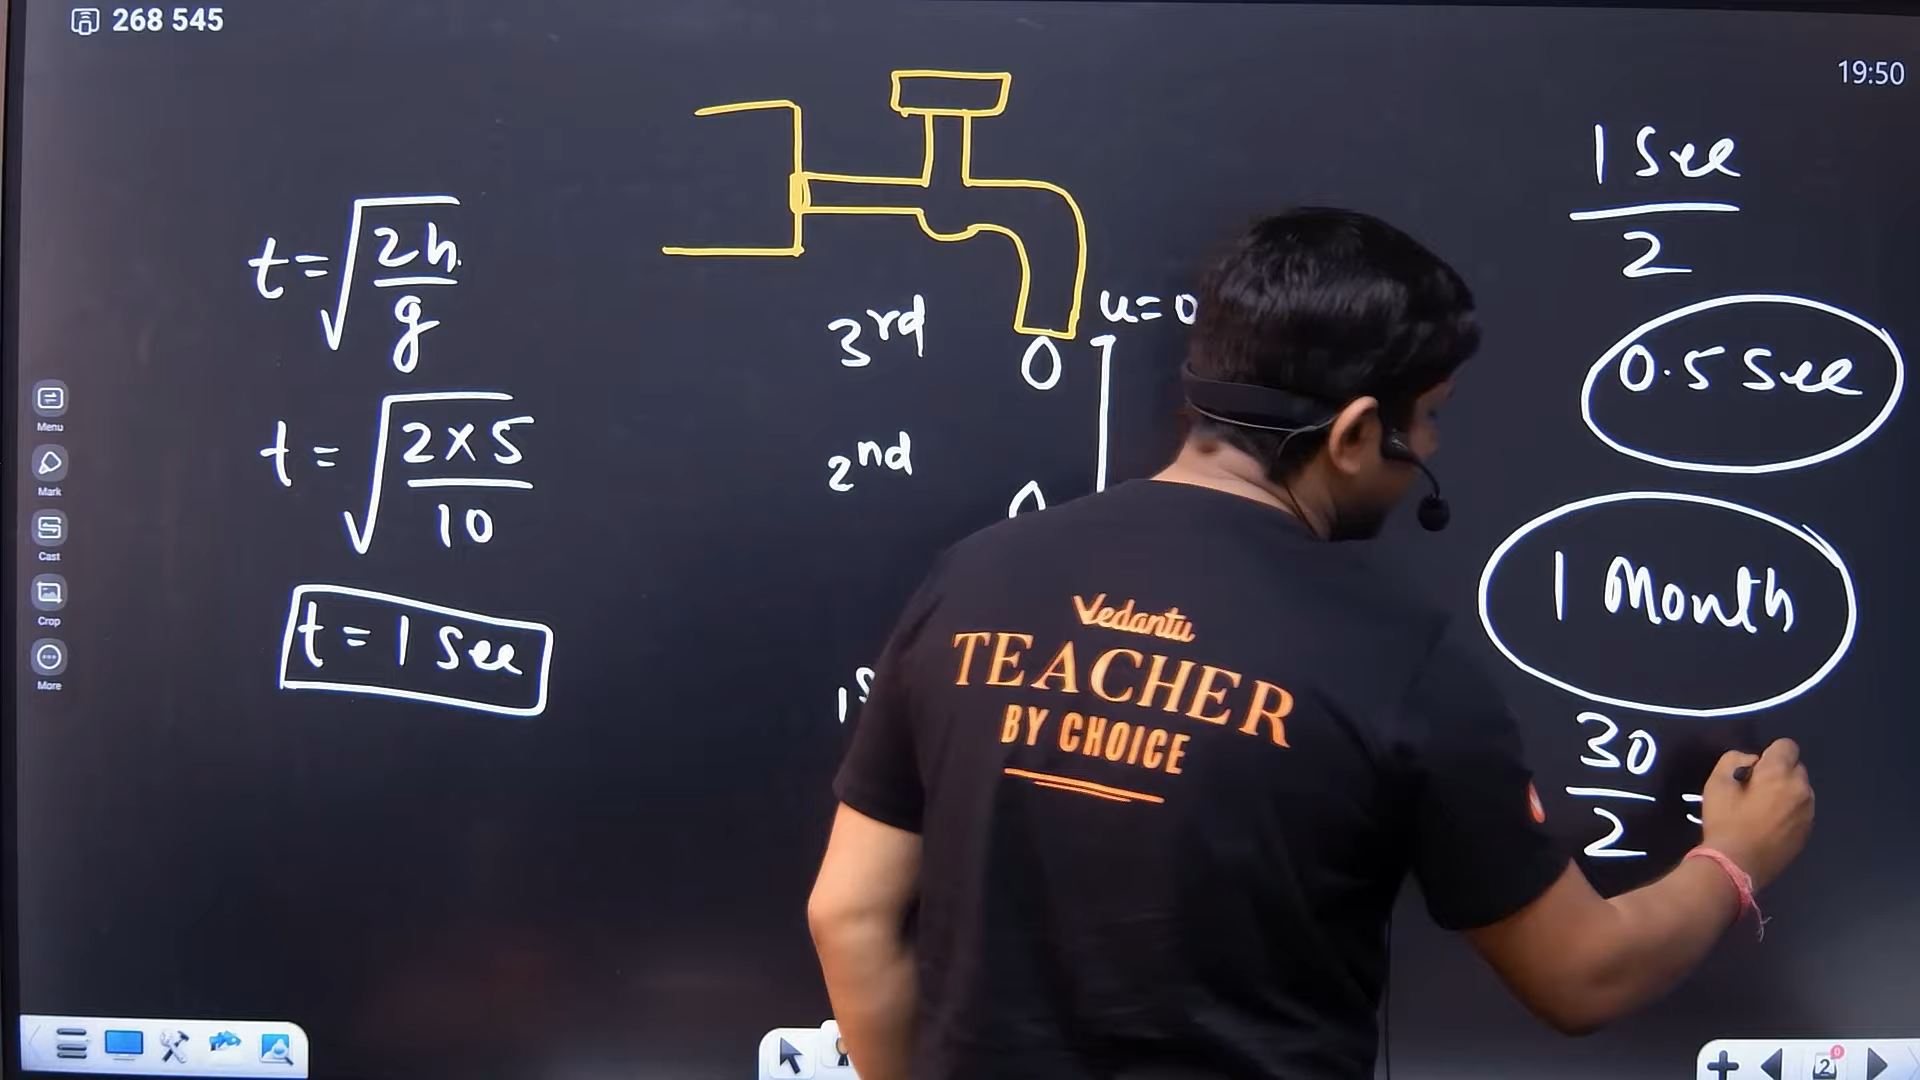 268 545
19:50
t = √(2h/g)
t = √(2×5/10)
t = 1 Sec
3rd
2nd
u=0
1 Sec
2
0.5 Sec
1 Month
30
2
=
Vedantu
TEACHER
BY CHOICE
Menu
Mark
Cast
Crop
More
2
0